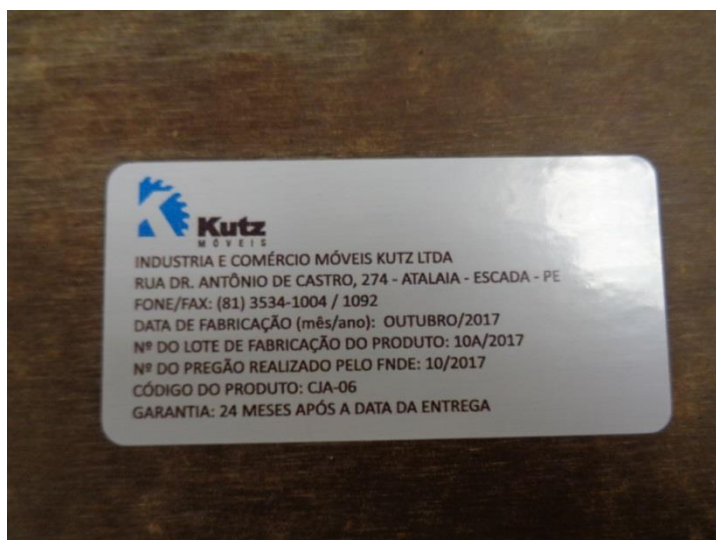 Kutz
MÓVEIS
INDUSTRIA E COMÉRCIO MÓVEIS KUTZ LTDA
RUA DR. ANTÔNIO DE CASTRO, 274 - ATALAIA - ESCADA - PE
FONE/FAX: (81) 3534-1004 / 1092
DATA DE FABRICAÇÃO (mês/ano): OUTUBRO/2017
Nº DO LOTE DE FABRICAÇÃO DO PRODUTO: 10A/2017
Nº DO PREGÃO REALIZADO PELO FNDE: 10/2017
CÓDIGO DO PRODUTO: CJA-06
GARANTIA: 24 MESES APÓS A DATA DA ENTREGA